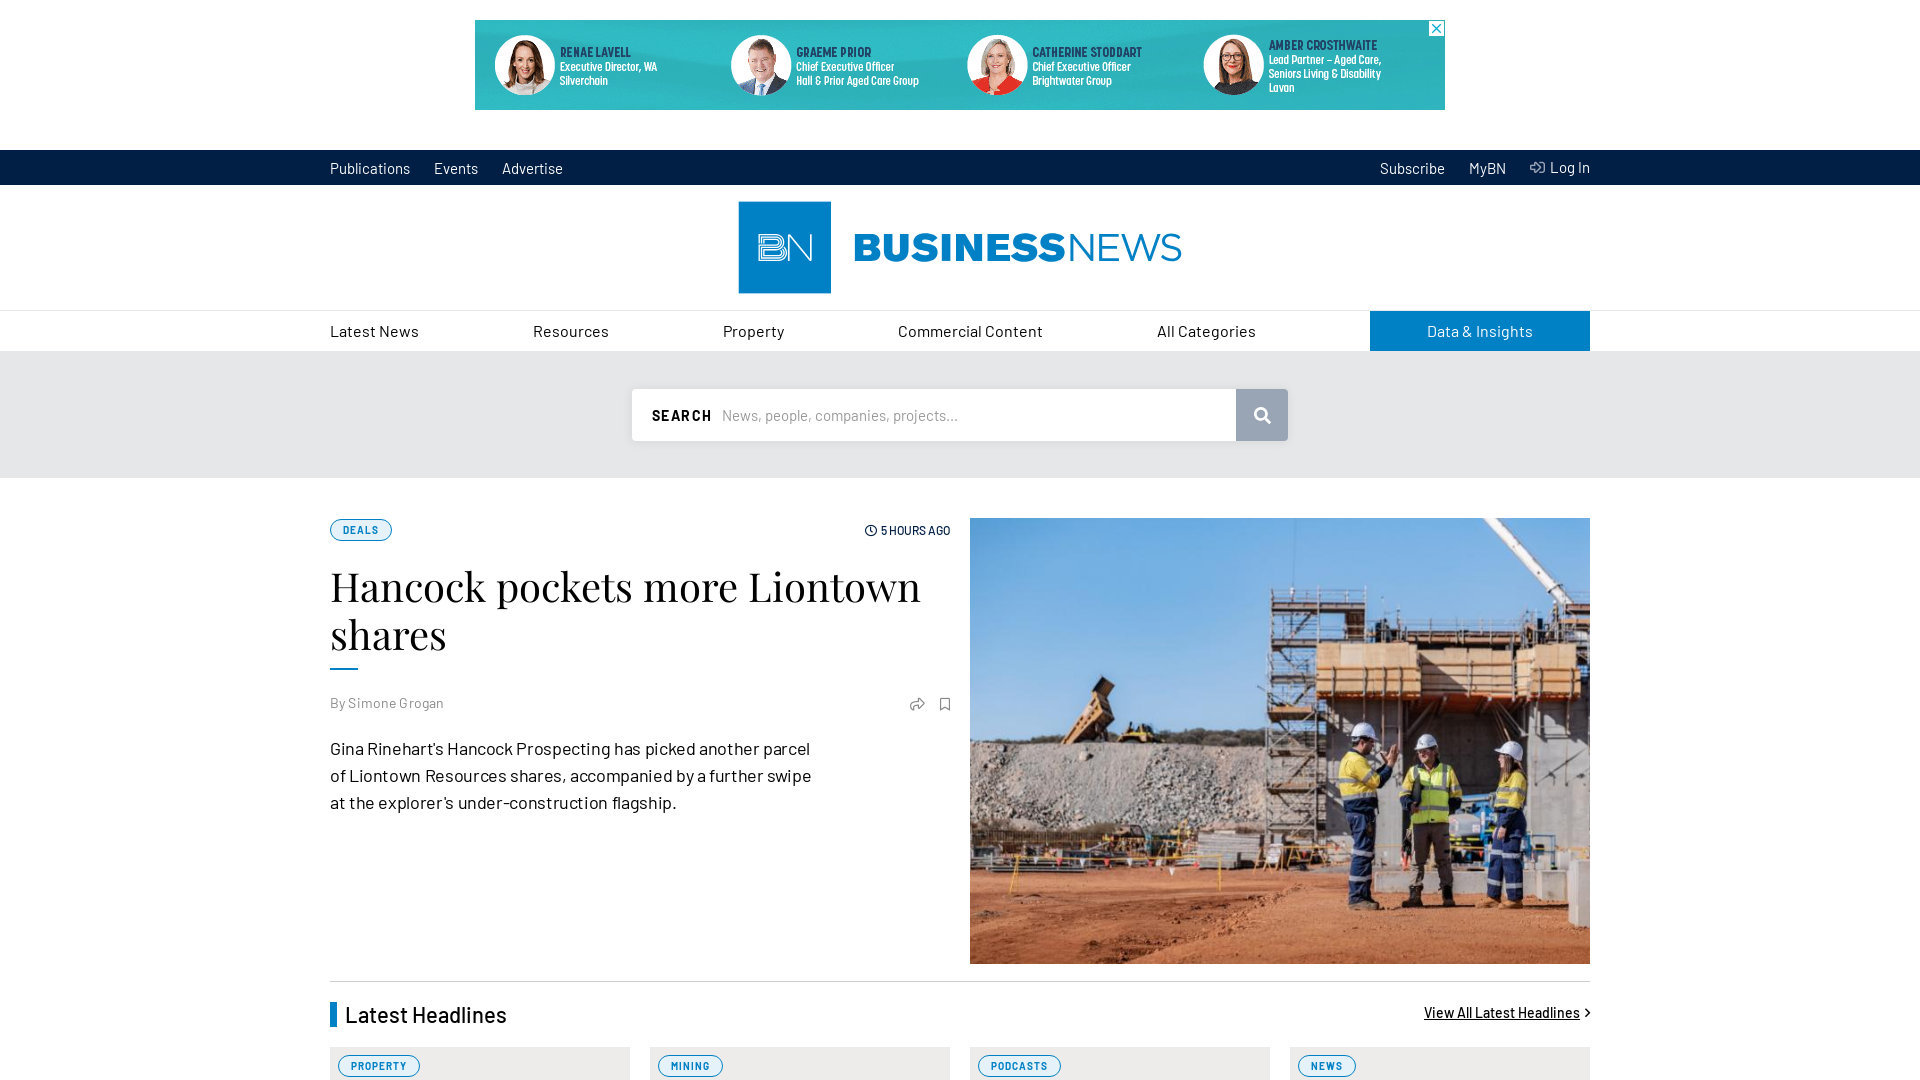 RENAE LAVELL
Executive Director, WA
Silverchain
GRAEME PRIOR
Chief Executive Officer
Hall & Prior Aged Care Group
CATHERINE STODDART
Chief Executive Officer
Brightwater Group
AMBER CROSTHWAITE
Lead Partner – Aged Care,
Seniors Living & Disability
Lavan
Publications Events Advertise
Subscribe MyBN Log In
BN BUSINESSNEWS
Latest News Resources Property Commercial Content All Categories Data & Insights
SEARCH News, people, companies, projects...
DEALS
5 HOURS AGO
Hancock pockets more Liontown
shares
By Simone Grogan
Gina Rinehart's Hancock Prospecting has picked another parcel
of Liontown Resources shares, accompanied by a further swipe
at the explorer's under-construction flagship.
Latest Headlines
View All Latest Headlines
PROPERTY
MINING
PODCASTS
NEWS